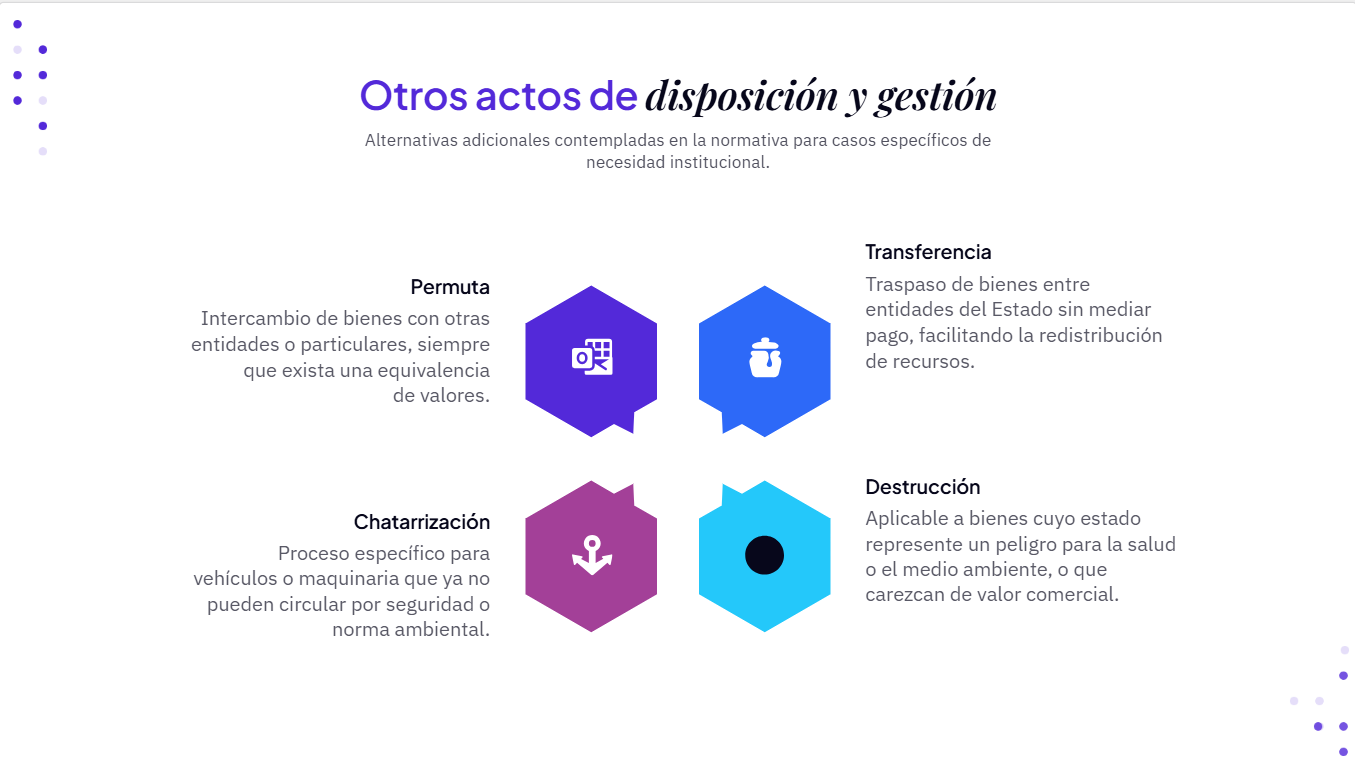 Otros actos de disposición y gestión
Alternativas adicionales contempladas en la normativa para casos específicos de
necesidad institucional.
Permuta
Intercambio de bienes con otras
entidades o particulares, siempre
que exista una equivalencia
de valores.
Transferencia
Traspaso de bienes entre
entidades del Estado sin mediar
pago, facilitando la redistribución
de recursos.
Chatarrización
Proceso específico para
vehículos o maquinaria que ya no
pueden circular por seguridad o
norma ambiental.
Destrucción
Aplicable a bienes cuyo estado
represente un peligro para la salud
o el medio ambiente, o que
carezcan de valor comercial.